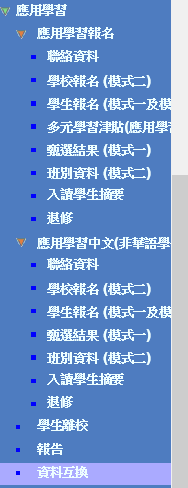 應用學習
應用學習報名
聯絡資料
學校報名 (模式二)
學生報名 (模式一及模
多元學習津貼(應用學習
甄選結果 (模式一)
班別資料 (模式二)
入讀學生摘要
退修
應用學習中文(非華語學
聯絡資料
學校報名 (模式二)
學生報名 (模式一及模
甄選結果 (模式一)
班別資料 (模式二)
入讀學生摘要
退修
學生離校
報告
資料互換